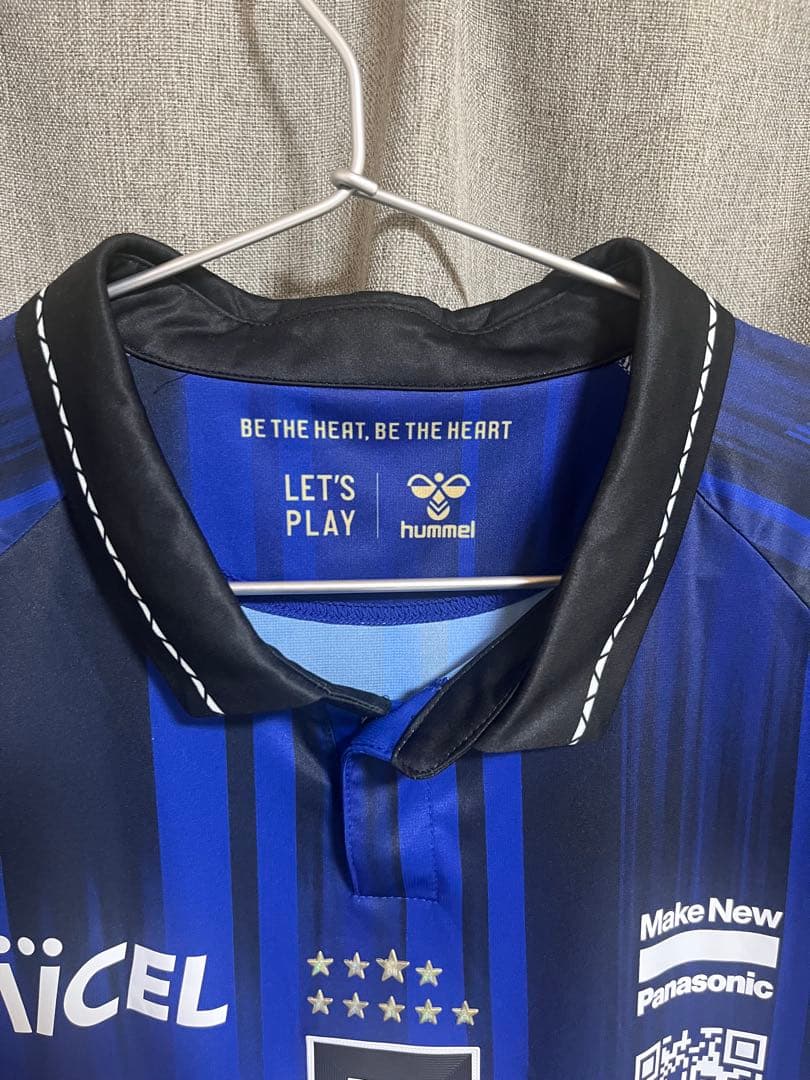 BE THE HEAT, BE THE HEART
LET'S
PLAY
hummel
Make New
Panasonic